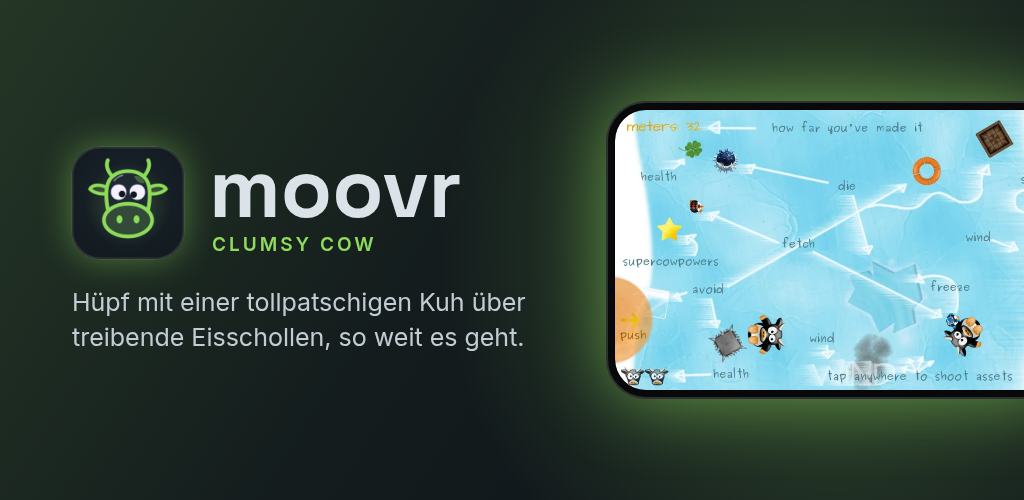 moovr
CLUMSY COW
Hüpf mit einer tollpatschigen Kuh über
treibende Eisschollen, so weit es geht.
meters 32
how far you've made it
health
die
fetch
wind
supercowpowers
avoid
freeze
push
wind
health
tap anywhere to shoot assets